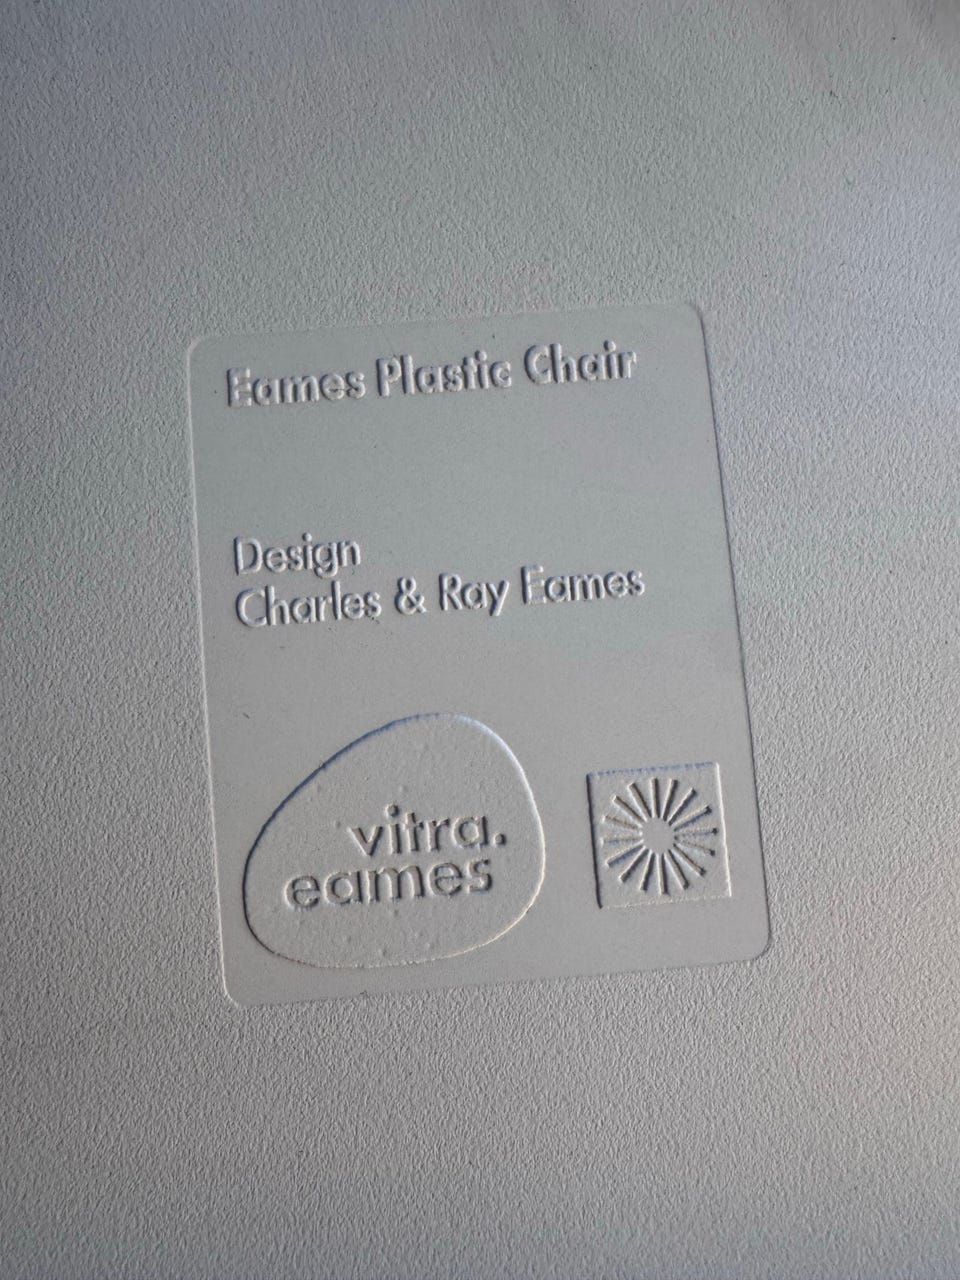 Eames Plastic Chair
Design
Charles & Ray Eames
vitra.
eames